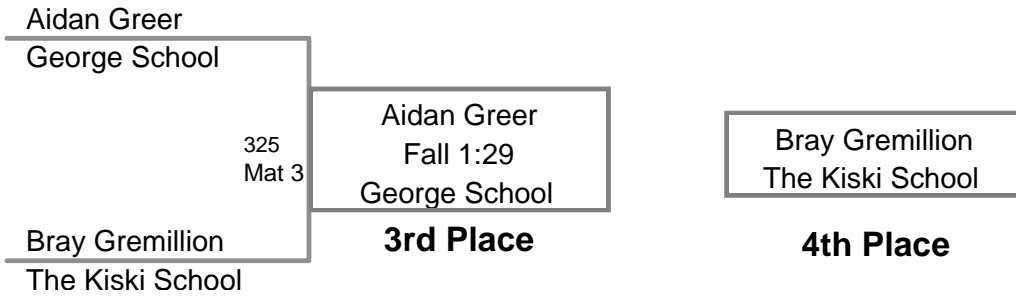 Aidan Greer
George School
325
Mat 3
Aidan Greer
Fall 1:29
George School
3rd Place
Bray Gremillion
The Kiski School
Bray Gremillion
The Kiski School
4th Place